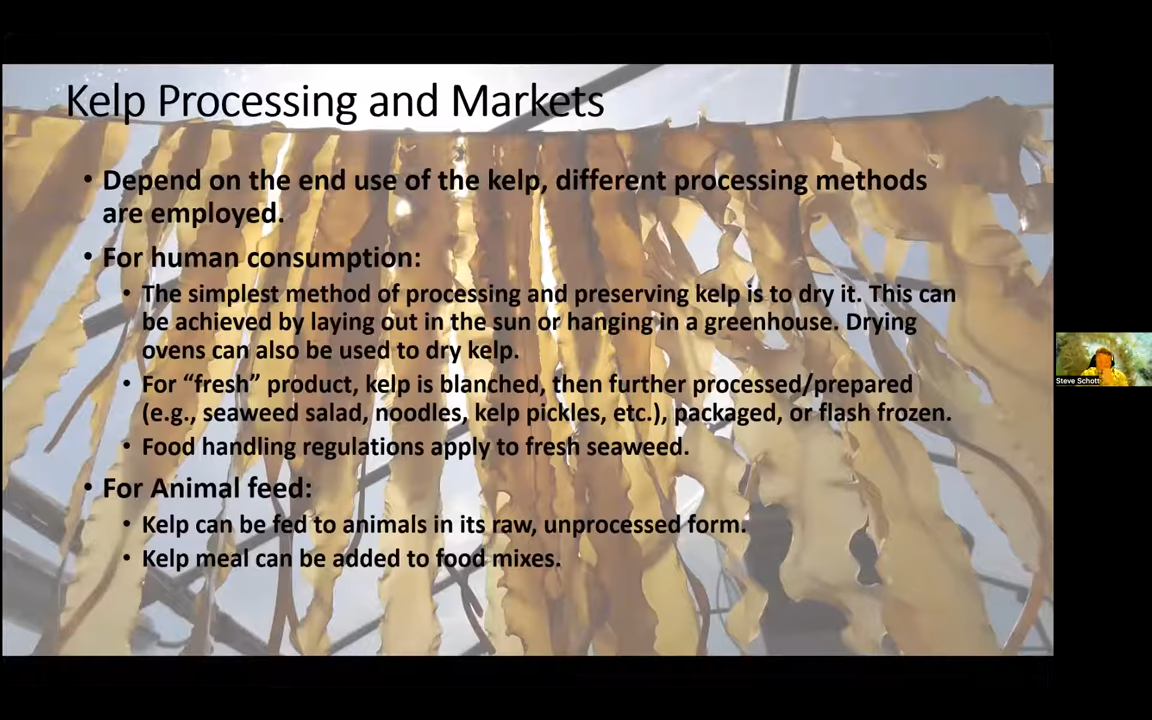 Kelp Processing and Markets
• Depend on the end use of the kelp, different processing methods
are employed.
• For human consumption:
• The simplest method of processing and preserving kelp is to dry it. This can
be achieved by laying out in the sun or hanging in a greenhouse. Drying
ovens can also be used to dry kelp.
• For “fresh” product, kelp is blanched, then further processed/prepared
(e.g., seaweed salad, noodles, kelp pickles, etc.), packaged, or flash frozen.
• Food handling regulations apply to fresh seaweed.
• For Animal feed:
• Kelp can be fed to animals in its raw, unprocessed form.
• Kelp meal can be added to food mixes.
Steve Schott